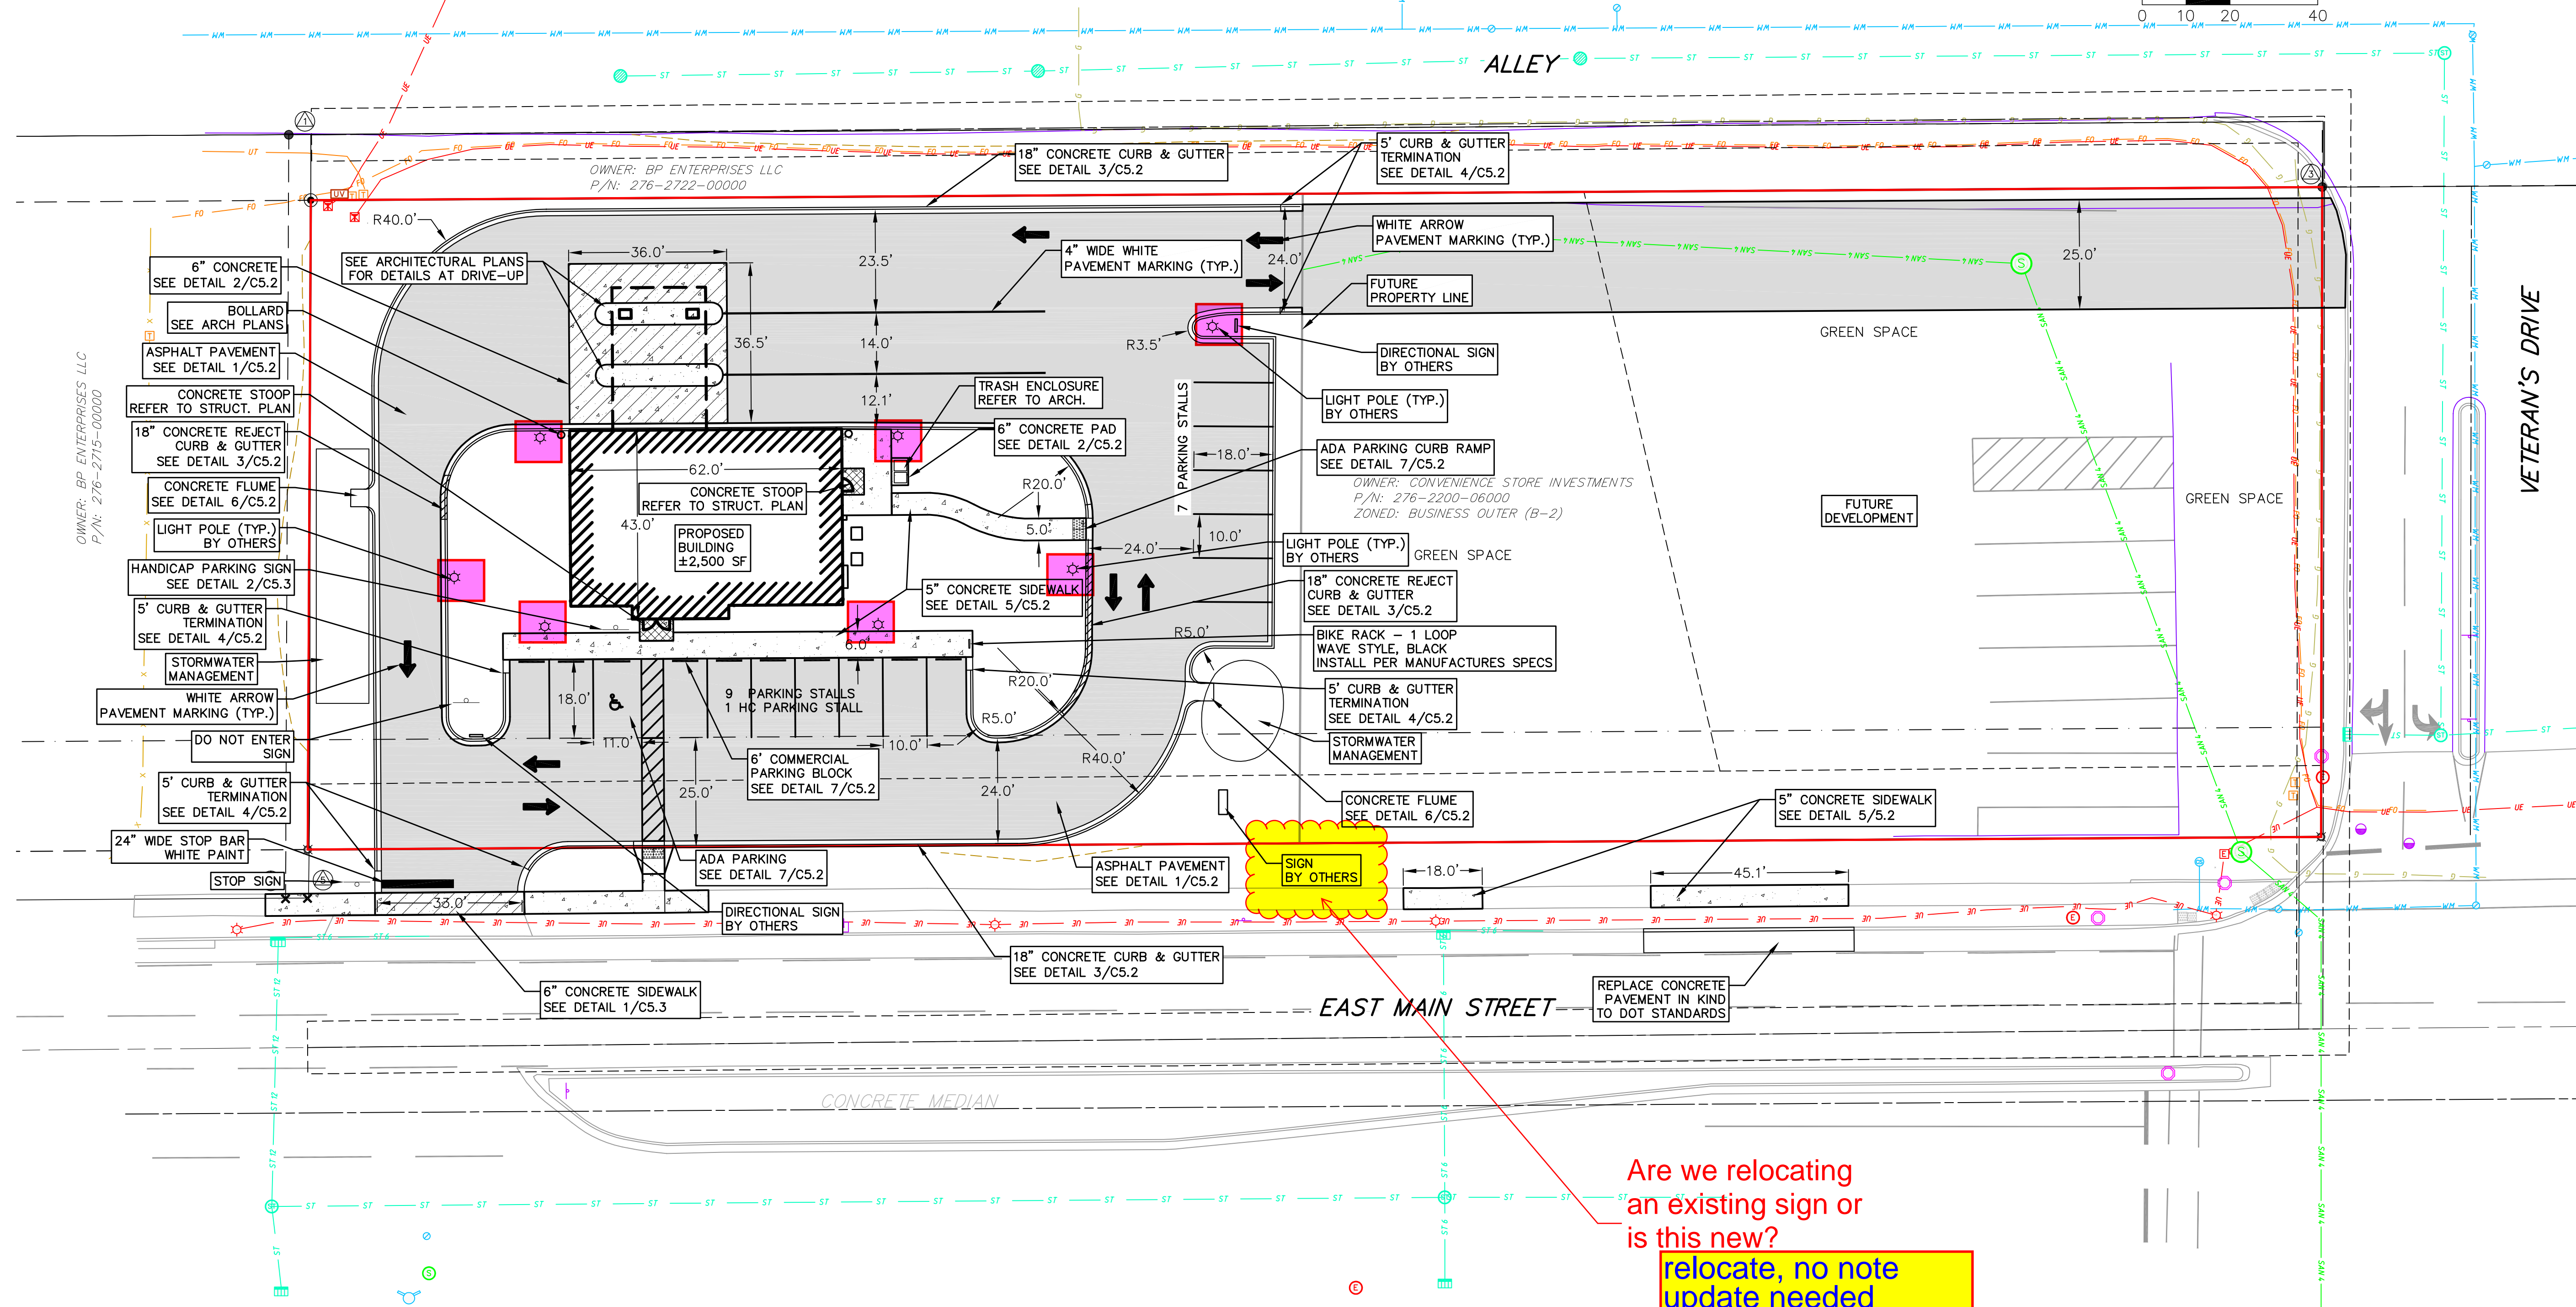 0 10 20 40
ALLEY
OWNER: BP ENTERPRISES LLC
P/N: 276-2722-00000
18" CONCRETE CURB & GUTTER
SEE DETAIL 3/C5.2
5' CURB & GUTTER
TERMINATION
SEE DETAIL 4/C5.2
R40.0'
SEE ARCHITECTURAL PLANS
FOR DETAILS AT DRIVE-UP
36.0'
23.5'
4" WIDE WHITE
PAVEMENT MARKING (TYP.)
WHITE ARROW
PAVEMENT MARKING (TYP.)
24.0'
25.0'
6" CONCRETE
SEE DETAIL 2/C5.2
BOLLARD
SEE ARCH PLANS
ASPHALT PAVEMENT
SEE DETAIL 1/C5.2
CONCRETE STOOP
REFER TO STRUCT. PLAN
18" CONCRETE REJECT
CURB & GUTTER
SEE DETAIL 3/C5.2
CONCRETE FLUME
SEE DETAIL 6/C5.2
LIGHT POLE (TYP.)
BY OTHERS
HANDICAP PARKING SIGN
SEE DETAIL 2/C5.3
5' CURB & GUTTER
TERMINATION
SEE DETAIL 4/C5.2
STORMWATER
MANAGEMENT
WHITE ARROW
PAVEMENT MARKING (TYP.)
DO NOT ENTER
SIGN
5' CURB & GUTTER
TERMINATION
SEE DETAIL 4/C5.2
24" WIDE STOP BAR
WHITE PAINT
STOP SIGN
OWNER: BP ENTERPRISES LLC
P/N: 276-2715-00000
36.5'
14.0'
12.1'
TRASH ENCLOSURE
REFER TO ARCH.
6" CONCRETE PAD
SEE DETAIL 2/C5.2
62.0'
CONCRETE STOOP
REFER TO STRUCT. PLAN
43.0'
PROPOSED
BUILDING
±2,500 SF
R20.0'
5.0'
5" CONCRETE SIDEWALK
SEE DETAIL 5/C5.2
6.0'
R3.5'
7 PARKING STALLS
18.0'
10.0'
24.0'
FUTURE
PROPERTY LINE
DIRECTIONAL SIGN
BY OTHERS
LIGHT POLE (TYP.)
BY OTHERS
ADA PARKING CURB RAMP
SEE DETAIL 7/C5.2
OWNER: CONVENIENCE STORE INVESTMENTS
P/N: 276-2200-06000
ZONED: BUSINESS OUTER (B-2)
LIGHT POLE (TYP.)
BY OTHERS
GREEN SPACE
18" CONCRETE REJECT
CURB & GUTTER
SEE DETAIL 3/C5.2
BIKE RACK - 1 LOOP
WAVE STYLE, BLACK
INSTALL PER MANUFACTURES SPECS
5' CURB & GUTTER
TERMINATION
SEE DETAIL 4/C5.2
STORMWATER
MANAGEMENT
GREEN SPACE
GREEN SPACE
FUTURE
DEVELOPMENT
VETERAN'S DRIVE
18.0'
9 PARKING STALLS
1 HC PARKING STALL
11.0'
10.0'
R20.0'
R5.0'
R5.0'
R40.0'
25.0'
24.0'
6' COMMERCIAL
PARKING BLOCK
SEE DETAIL 7/C5.2
CONCRETE FLUME
SEE DETAIL 6/C5.2
5" CONCRETE SIDEWALK
SEE DETAIL 5/5.2
ADA PARKING
SEE DETAIL 7/C5.2
ASPHALT PAVEMENT
SEE DETAIL 1/C5.2
SIGN
BY OTHERS
18.0'
45.1'
33.0'
DIRECTIONAL SIGN
BY OTHERS
18" CONCRETE CURB & GUTTER
SEE DETAIL 3/C5.2
6" CONCRETE SIDEWALK
SEE DETAIL 1/C5.3
REPLACE CONCRETE
PAVEMENT IN KIND
TO DOT STANDARDS
EAST MAIN STREET
CONCRETE MEDIAN
Are we relocating
an existing sign or
is this new?
relocate, no note
update needed